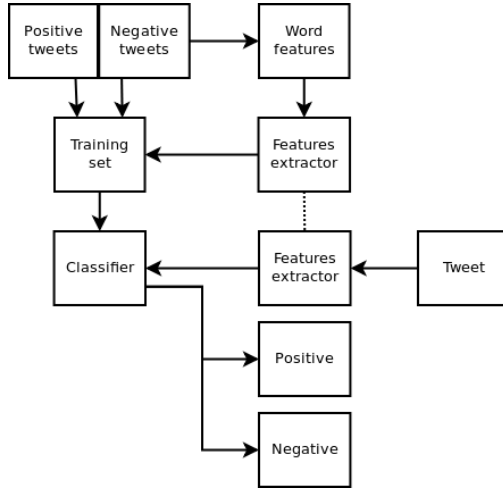 Positive
tweets
Negative
tweets
Word
features
Training
set
Features
extractor
Classifier
Features
extractor
Tweet
Positive
Negative